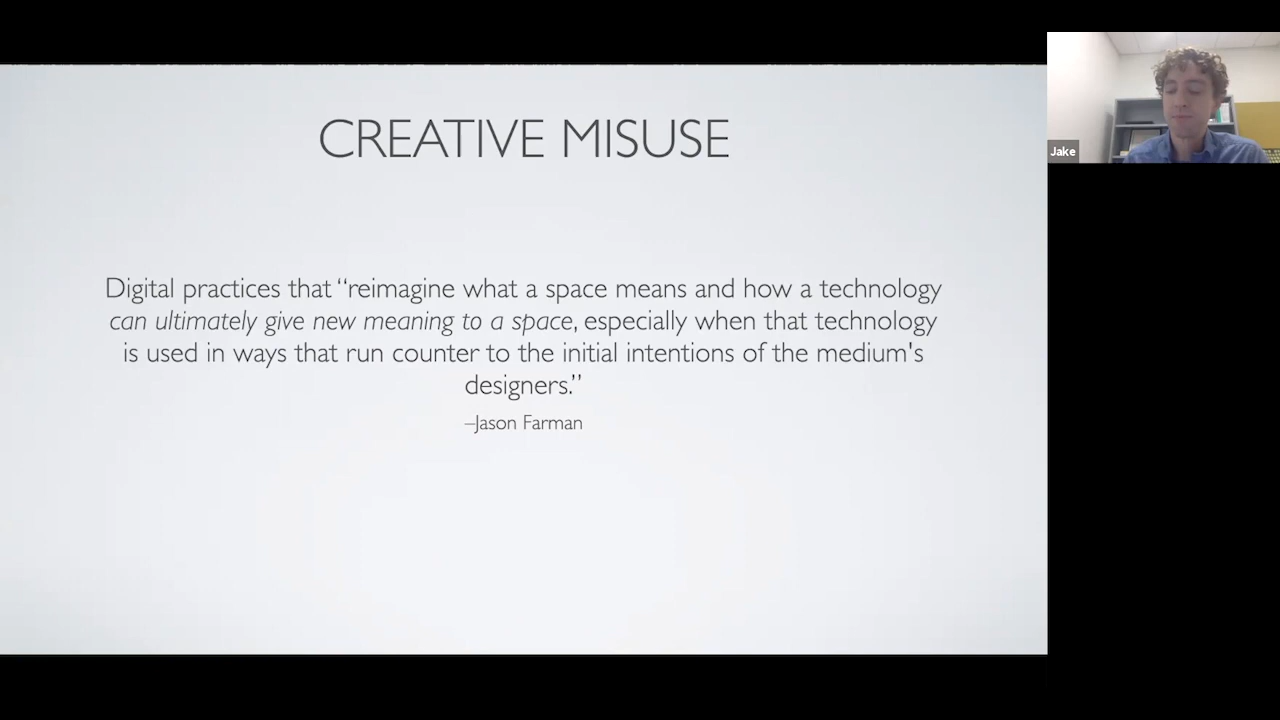 CREATIVE MISUSE
Digital practices that “reimagine what a space means and how a technology
can ultimately give new meaning to a space, especially when that technology
is used in ways that run counter to the initial intentions of the medium's
designers.”
–Jason Farman
Jake